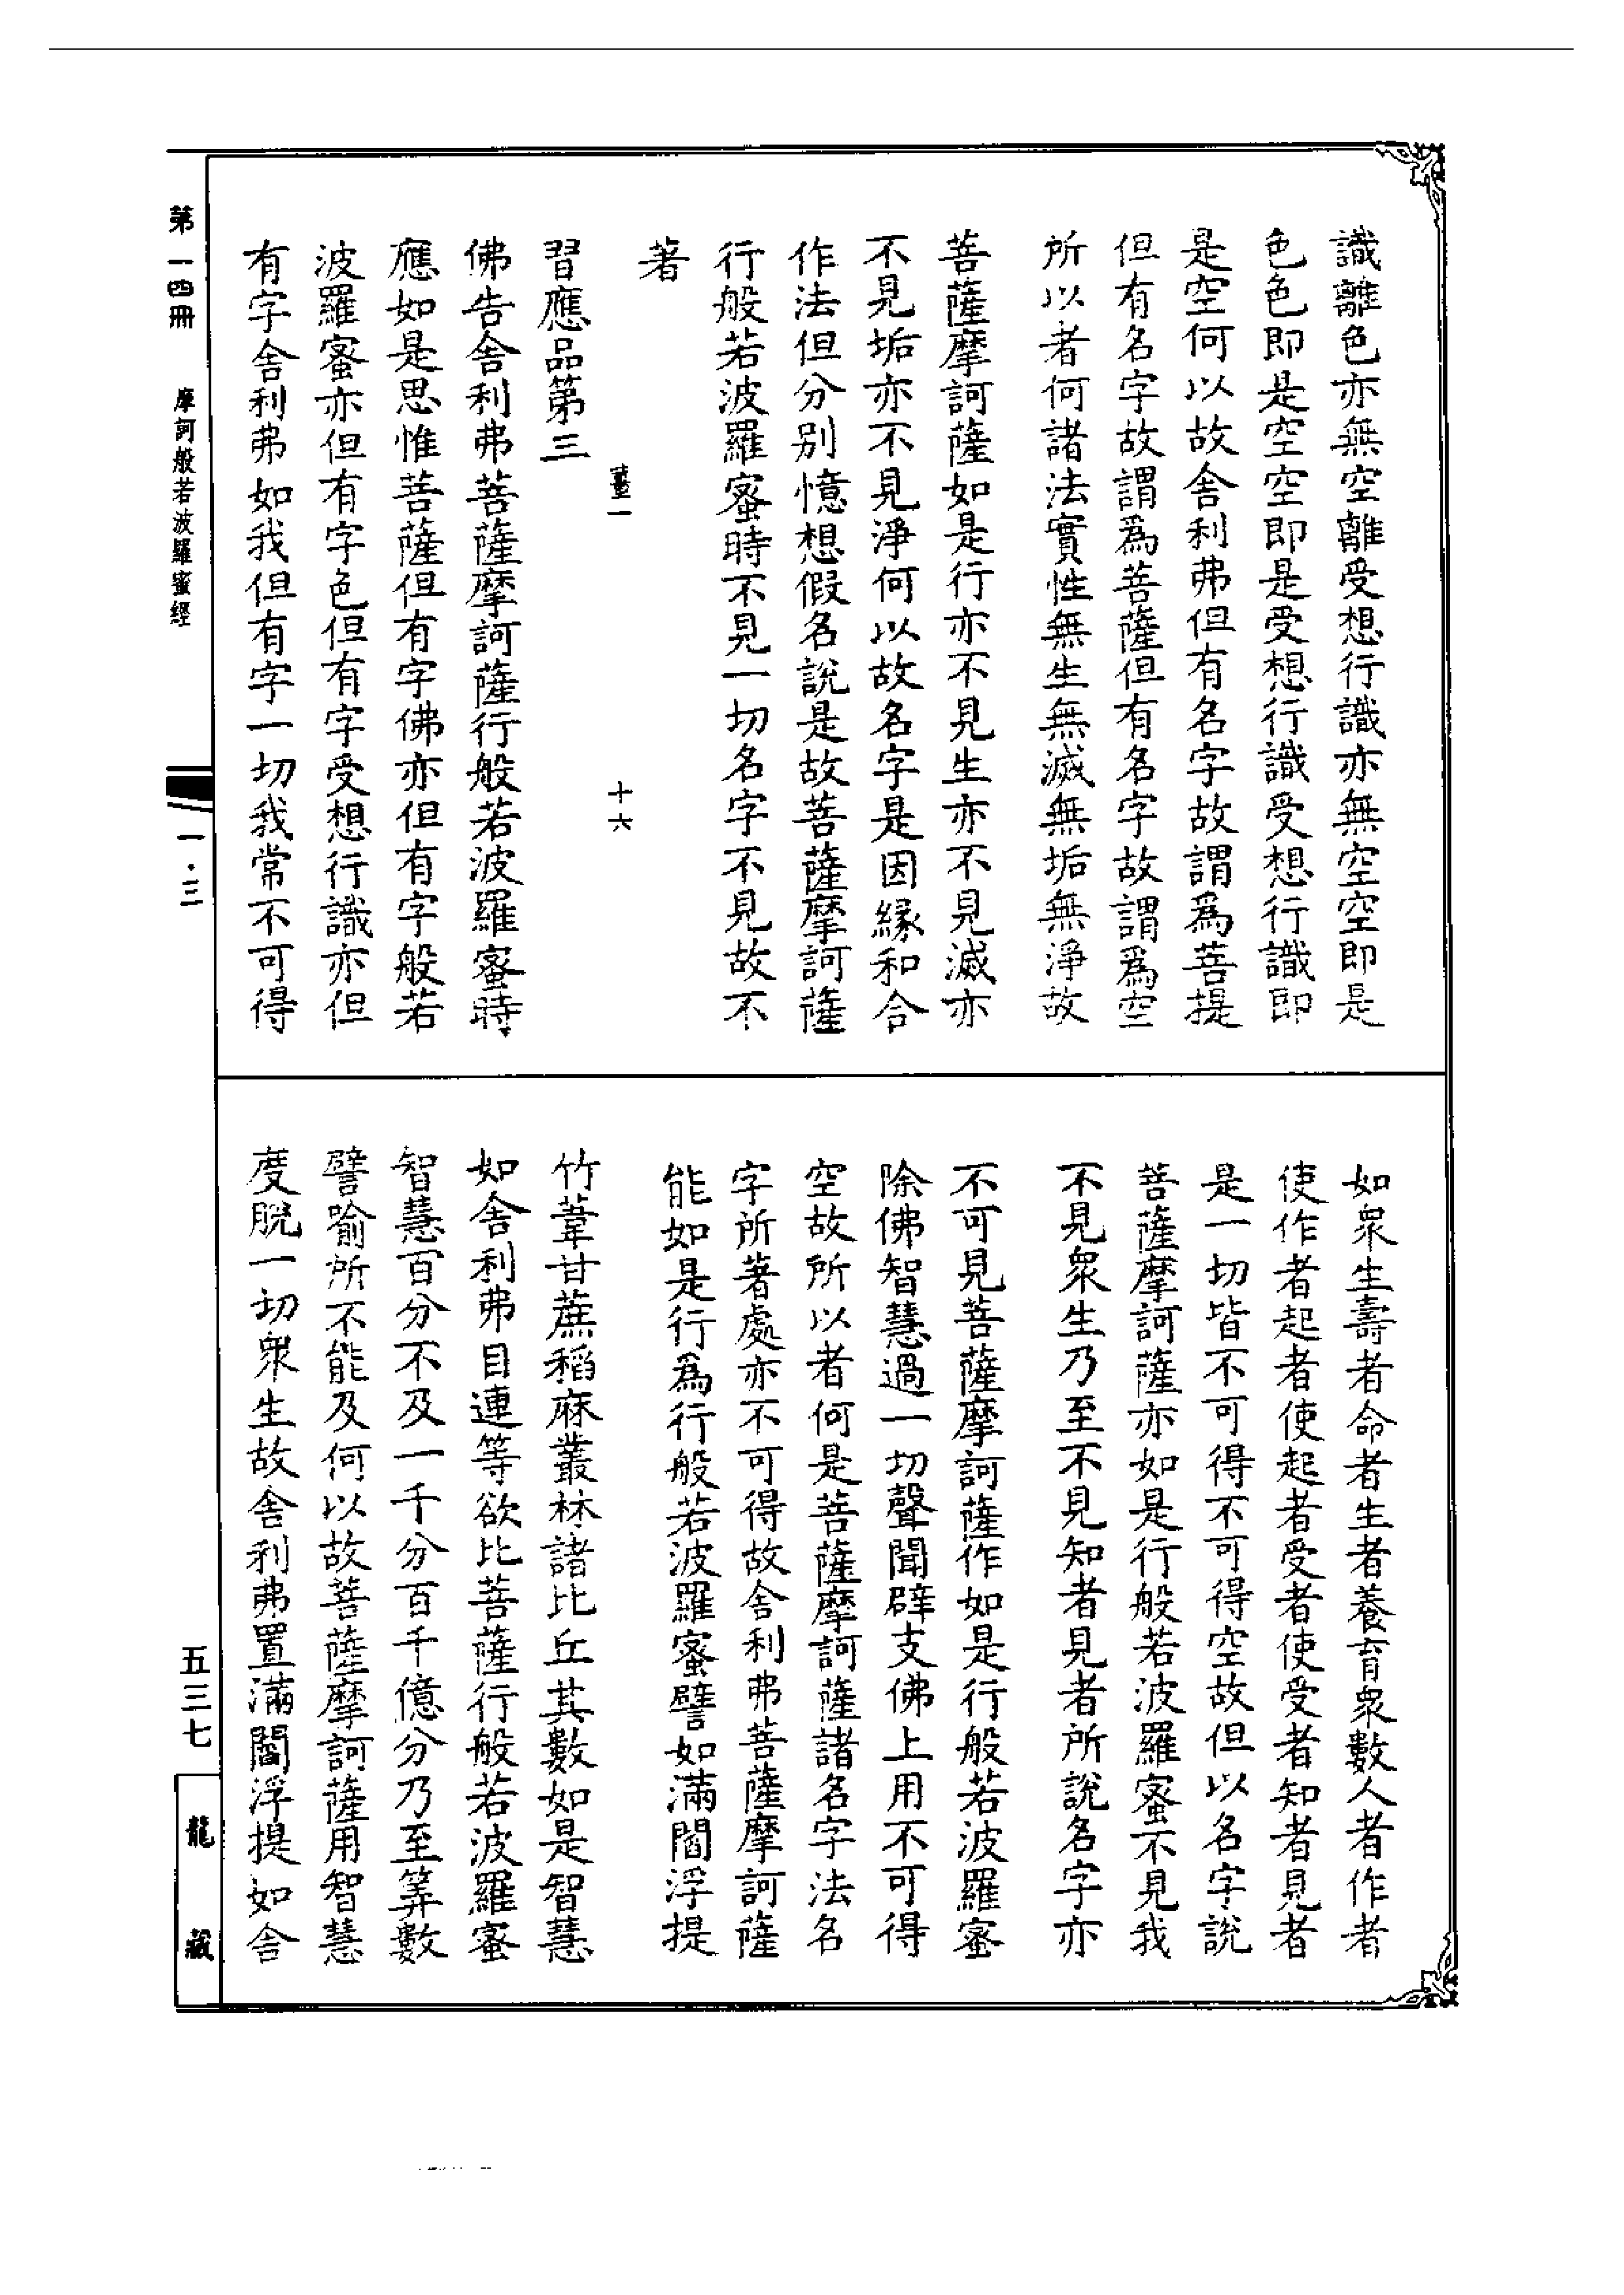 識離色亦無空離受想行識亦無空空即是
色色即是空空即是受想行識受想行識即
是空何以故舍利弗但有名字故謂爲菩提
但有名字故謂爲菩薩但有名字故謂爲空
所以者何諸法實性無生無滅無垢無淨故
菩薩摩訶薩如是行亦不見生亦不見滅亦
不見垢亦不見淨何以故名字是因緣和合
作法但分別憶想假名說是故菩薩摩訶薩
行般若波羅蜜時不見一切名字不見故不
著
十六
習應品第三
佛告舍利弗菩薩摩訶薩行般若波羅蜜時
應如是思惟菩薩但有字佛亦但有字般若
波羅蜜亦但有字色但有字受想行識亦但
有字舍利弗如我但有字一切我常不可得
如衆生壽者命者生者養育衆數人者作者
使作者起者使起者受者使受者知者見者
是一切皆不可得不可得空故但以名字說
菩薩摩訶薩亦如是行般若波羅蜜不見我
不見衆生乃至不見知者見者所說名字亦
不可見菩薩摩訶薩作如是行般若波羅蜜
除佛智慧過一切聲聞辟支佛上用不可得
空故所以者何是菩薩摩訶薩諸名字法名
字所著處亦不可得故舍利弗菩薩摩訶薩
能如是行爲行般若波羅蜜譬如滿閻浮提
竹葦甘蔗稻麻叢林諸比丘其數如是智慧
如舍利弗目連等欲比菩薩行般若波羅蜜
智慧百分不及一千分百千億分乃至筭數
譬喻所不能及何以故菩薩摩訶薩用智慧
度脫一切衆生故舍利弗置滿閻浮提如舍
第一四冊
摩訶般若波羅蜜經
一·三
五三七
龍藏